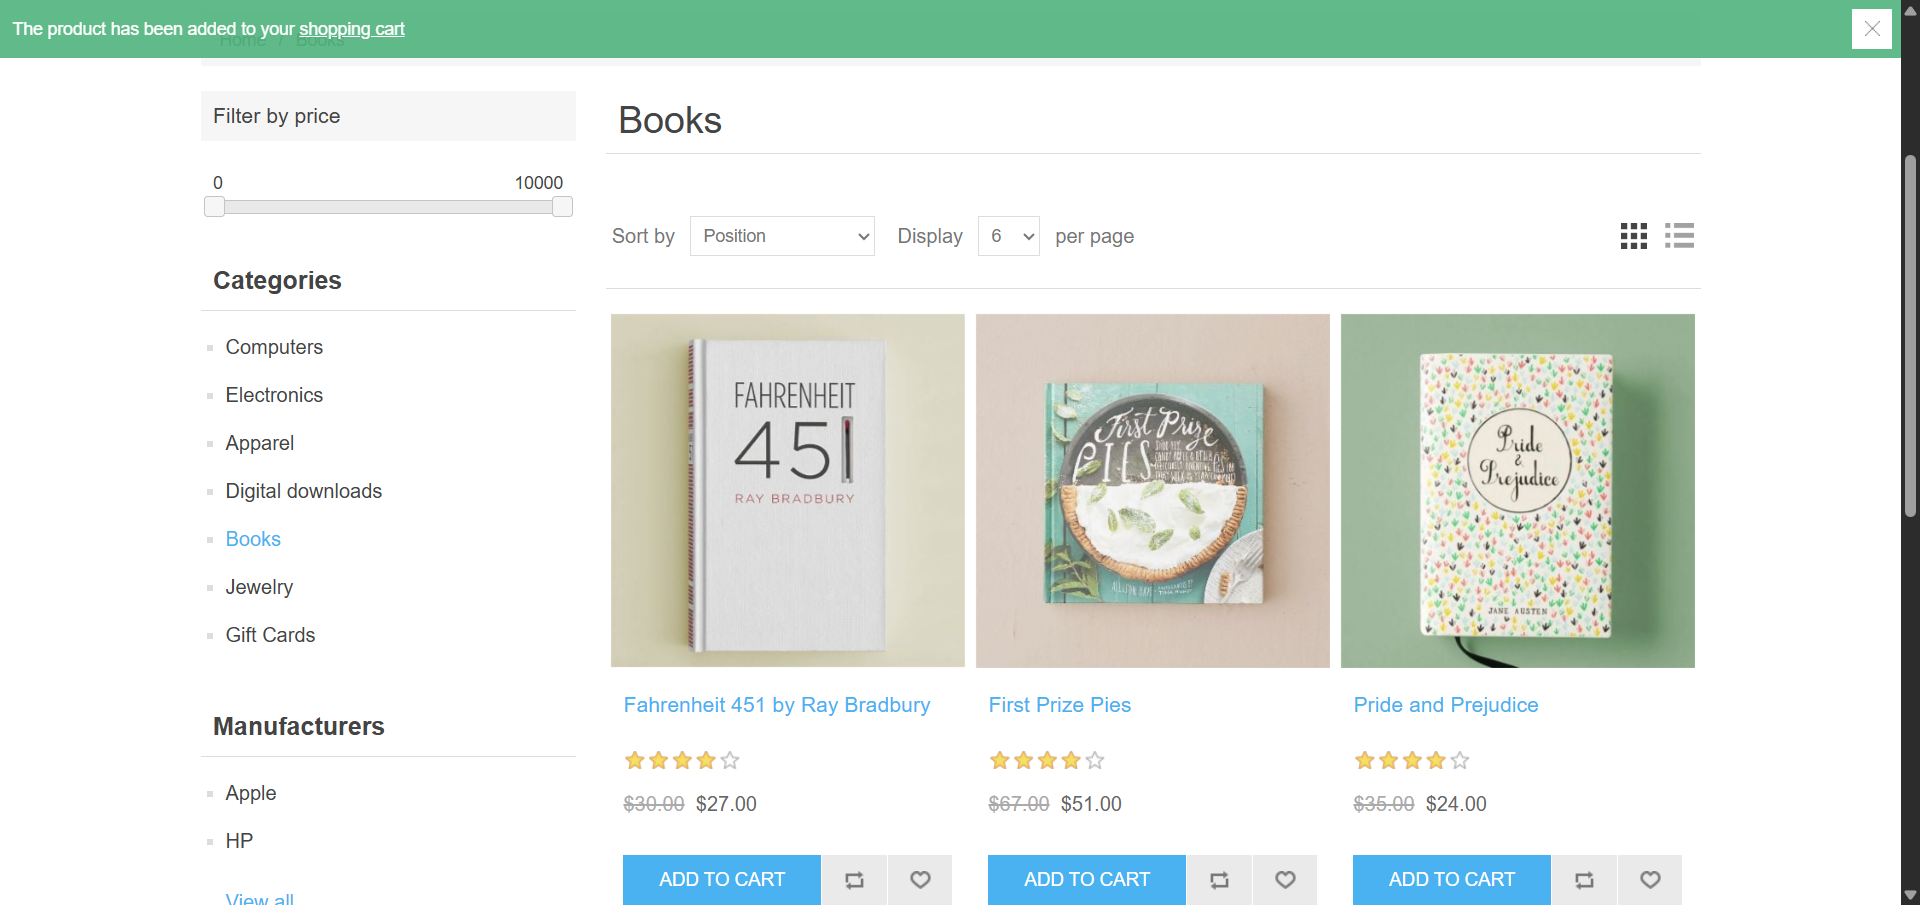 The product has been added to your shopping cart
Home / Books
Filter by price
0 10000
Categories
Computers
Electronics
Apparel
Digital downloads
Books
Jewelry
Gift Cards
Manufacturers
Apple
HP
View all
Books
Sort by Position Display 6 per page
FAHRENHEIT
451
RAY BRADBURY
First Prize
PIES
ALLISON KAVE
Pride
&
Prejudice
JANE AUSTEN
Fahrenheit 451 by Ray Bradbury
$30.00 $27.00
ADD TO CART
First Prize Pies
$67.00 $51.00
ADD TO CART
Pride and Prejudice
$35.00 $24.00
ADD TO CART